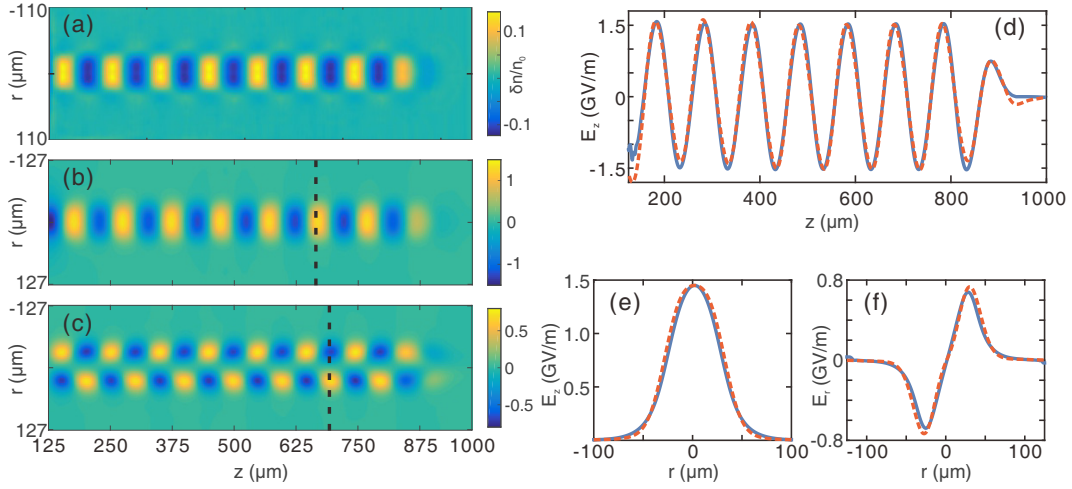 (a)
-110
110
r (µm)
0.1
-0.1
δn/n₀
(b)
-127
127
r (µm)
1
0
-1
(c)
-127
127
r (µm)
0.5
0
-0.5
125 250 375 500 625 750 875 1000
z (µm)
(d)
1.5
0
1.5
E_z (GV/m)
200 400 600 800 1000
z (µm)
(e)
1.5
1.0
0.5
0
E_z (GV/m)
-100 0 100
r (µm)
(f)
0.8
0
-0.8
E_r (GV/m)
-100 0 100
r (µm)